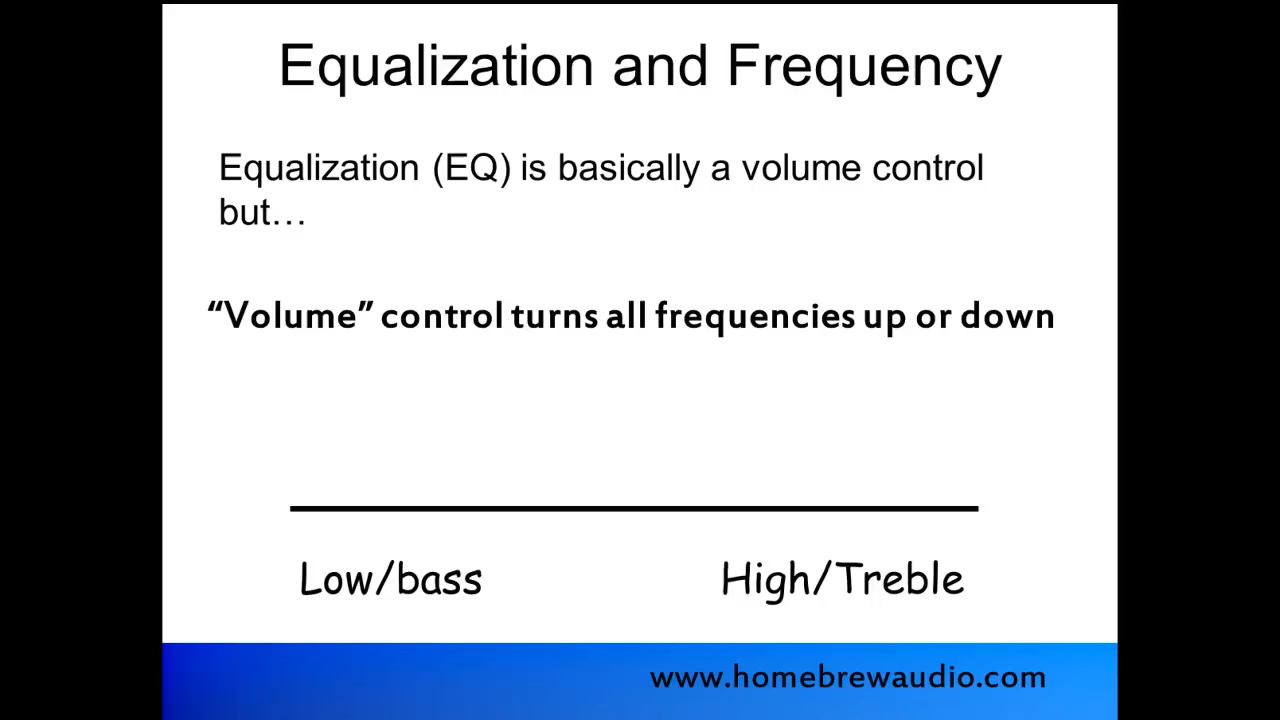 Equalization and Frequency
Equalization (EQ) is basically a volume control
but…
“Volume” control turns all frequencies up or down
Low/bass High/Treble
www.homebrewaudio.com